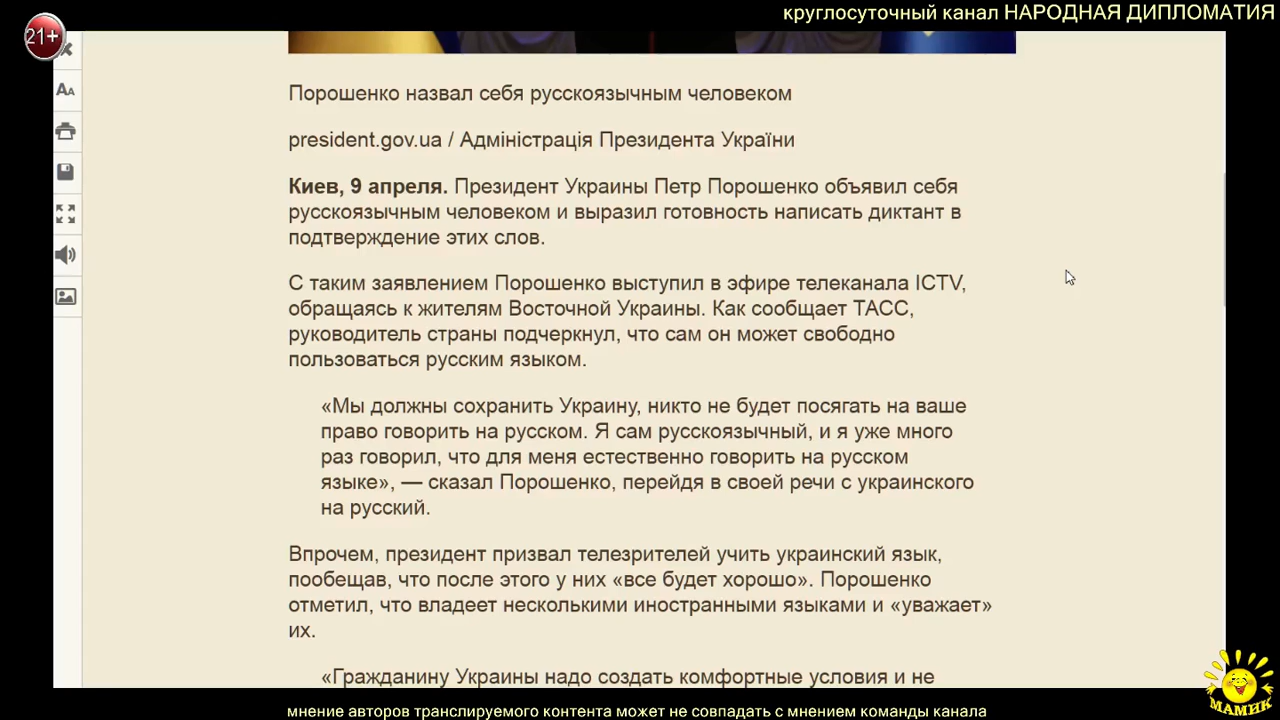 круглосуточный канал НАРОДНАЯ ДИПЛОМАТИЯ
21+
AA
Порошенко назвал себя русскоязычным человеком
president.gov.ua / Адміністрація Президента України
Киев, 9 апреля. Президент Украины Петр Порошенко объявил себя
русскоязычным человеком и выразил готовность написать диктант в
подтверждение этих слов.
С таким заявлением Порошенко выступил в эфире телеканала ICTV,
обращаясь к жителям Восточной Украины. Как сообщает ТАСС,
руководитель страны подчеркнул, что сам он может свободно
пользоваться русским языком.
«Мы должны сохранить Украину, никто не будет посягать на ваше
право говорить на русском. Я сам русскоязычный, и я уже много
раз говорил, что для меня естественно говорить на русском
языке», — сказал Порошенко, перейдя в своей речи с украинского
на русский.
Впрочем, президент призвал телезрителей учить украинский язык,
пообещав, что после этого у них «все будет хорошо». Порошенко
отметил, что владеет несколькими иностранными языками и «уважает»
их.
«Гражданину Украины надо создать комфортные условия и не
МАМИК
мнение авторов транслируемого контента может не совпадать с мнением команды канала